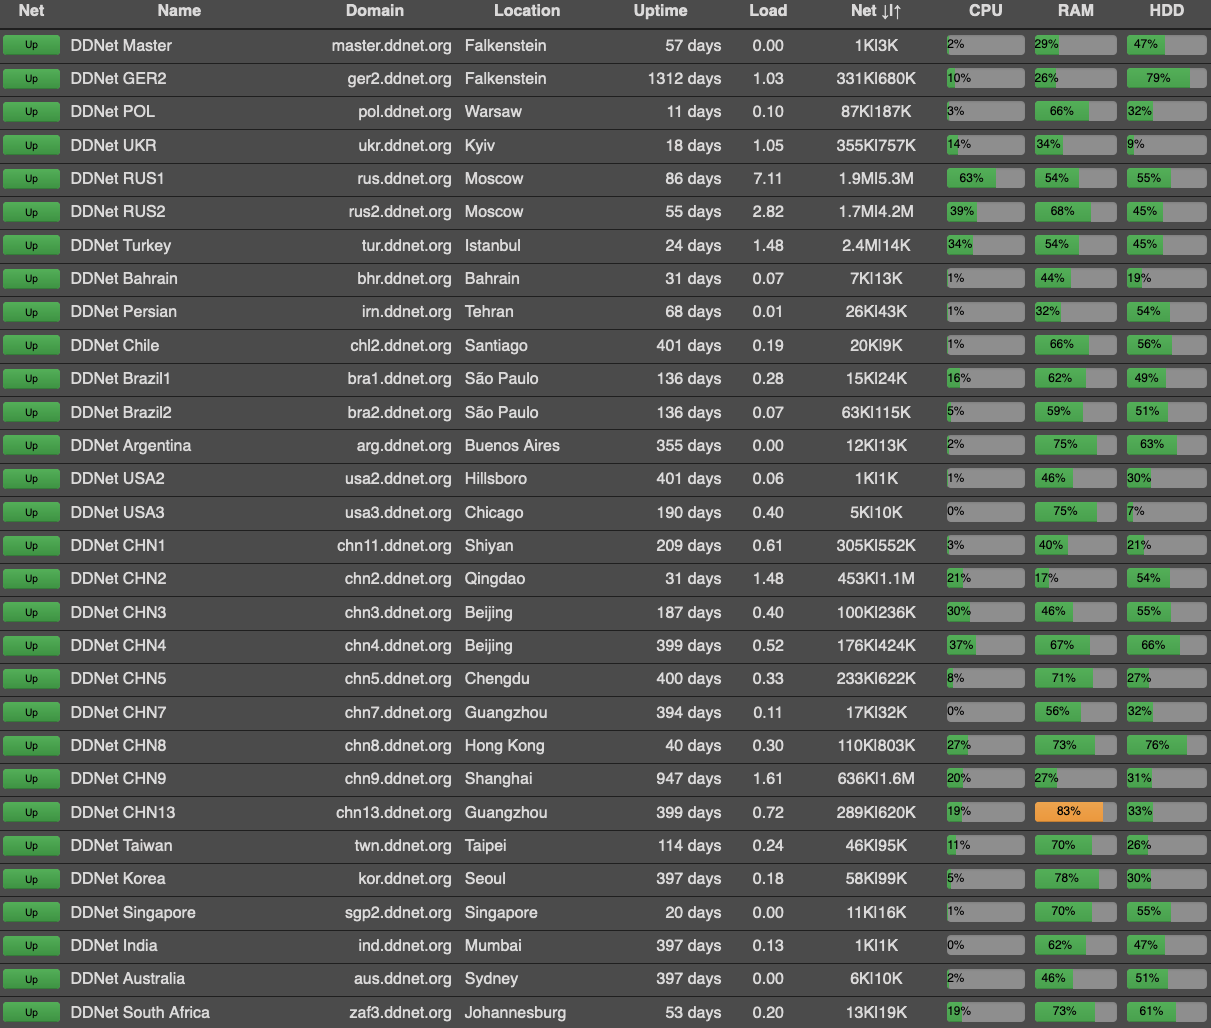 Net Name Domain Location Uptime Load Net ↓|↑ CPU RAM HDD
Up DDNet Master master.ddnet.org Falkenstein 57 days 0.00 1K|3K 2% 29% 47%
Up DDNet GER2 ger2.ddnet.org Falkenstein 1312 days 1.03 331K|680K 10% 26% 79%
Up DDNet POL pol.ddnet.org Warsaw 11 days 0.10 87K|187K 3% 66% 32%
Up DDNet UKR ukr.ddnet.org Kyiv 18 days 1.05 355K|757K 14% 34% 9%
Up DDNet RUS1 rus.ddnet.org Moscow 86 days 7.11 1.9M|5.3M 63% 54% 55%
Up DDNet RUS2 rus2.ddnet.org Moscow 55 days 2.82 1.7M|4.2M 39% 68% 45%
Up DDNet Turkey tur.ddnet.org Istanbul 24 days 1.48 2.4M|14K 34% 54% 45%
Up DDNet Bahrain bhr.ddnet.org Bahrain 31 days 0.07 7K|13K 1% 44% 19%
Up DDNet Persian irn.ddnet.org Tehran 68 days 0.01 26K|43K 1% 32% 54%
Up DDNet Chile chl2.ddnet.org Santiago 401 days 0.19 20K|9K 1% 66% 56%
Up DDNet Brazil1 bra1.ddnet.org São Paulo 136 days 0.28 15K|24K 16% 62% 49%
Up DDNet Brazil2 bra2.ddnet.org São Paulo 136 days 0.07 63K|115K 5% 59% 51%
Up DDNet Argentina arg.ddnet.org Buenos Aires 355 days 0.00 12K|13K 2% 75% 63%
Up DDNet USA2 usa2.ddnet.org Hillsboro 401 days 0.06 1K|1K 1% 46% 30%
Up DDNet USA3 usa3.ddnet.org Chicago 190 days 0.40 5K|10K 0% 75% 7%
Up DDNet CHN1 chn11.ddnet.org Shiyan 209 days 0.61 305K|552K 3% 40% 21%
Up DDNet CHN2 chn2.ddnet.org Qingdao 31 days 1.48 453K|1.1M 21% 17% 54%
Up DDNet CHN3 chn3.ddnet.org Beijing 187 days 0.40 100K|236K 30% 46% 55%
Up DDNet CHN4 chn4.ddnet.org Beijing 399 days 0.52 176K|424K 37% 67% 66%
Up DDNet CHN5 chn5.ddnet.org Chengdu 400 days 0.33 233K|622K 8% 71% 27%
Up DDNet CHN7 chn7.ddnet.org Guangzhou 394 days 0.11 17K|32K 0% 56% 32%
Up DDNet CHN8 chn8.ddnet.org Hong Kong 40 days 0.30 110K|803K 27% 73% 76%
Up DDNet CHN9 chn9.ddnet.org Shanghai 947 days 1.61 636K|1.6M 20% 27% 31%
Up DDNet CHN13 chn13.ddnet.org Guangzhou 399 days 0.72 289K|620K 19% 83% 33%
Up DDNet Taiwan twn.ddnet.org Taipei 114 days 0.24 46K|95K 11% 70% 26%
Up DDNet Korea kor.ddnet.org Seoul 397 days 0.18 58K|99K 5% 78% 30%
Up DDNet Singapore sgp2.ddnet.org Singapore 20 days 0.00 11K|16K 1% 70% 55%
Up DDNet India ind.ddnet.org Mumbai 397 days 0.13 1K|1K 0% 62% 47%
Up DDNet Australia aus.ddnet.org Sydney 397 days 0.00 6K|10K 2% 46% 51%
Up DDNet South Africa zaf3.ddnet.org Johannesburg 53 days 0.20 13K|19K 19% 73% 61%